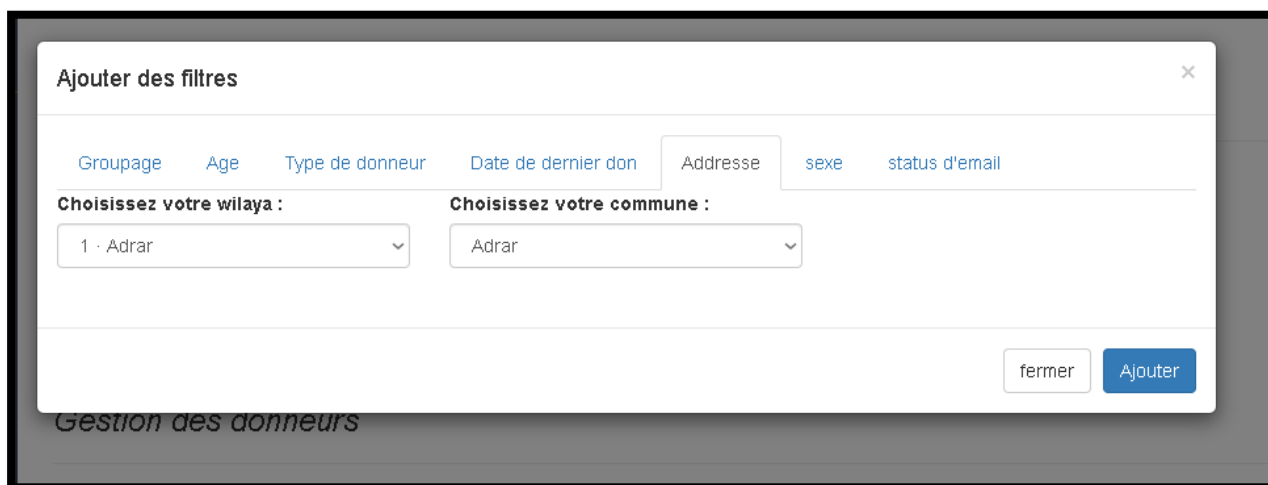 Ajouter des filtres ×
Groupage Age Type de donneur Date de dernier don Addresse sexe status d'email
Choisissez votre wilaya : Choisissez votre commune :
1 · Adrar Adrar
fermer Ajouter
Gestion des donneurs